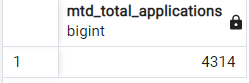 mtd_total_applications
bigint
1 4314